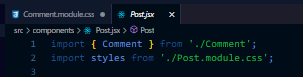 Comment.module.css Post.jsx
src > components > Post.jsx > Post
1 import { Comment } from './Comment';
2 import styles from './Post.module.css';
3